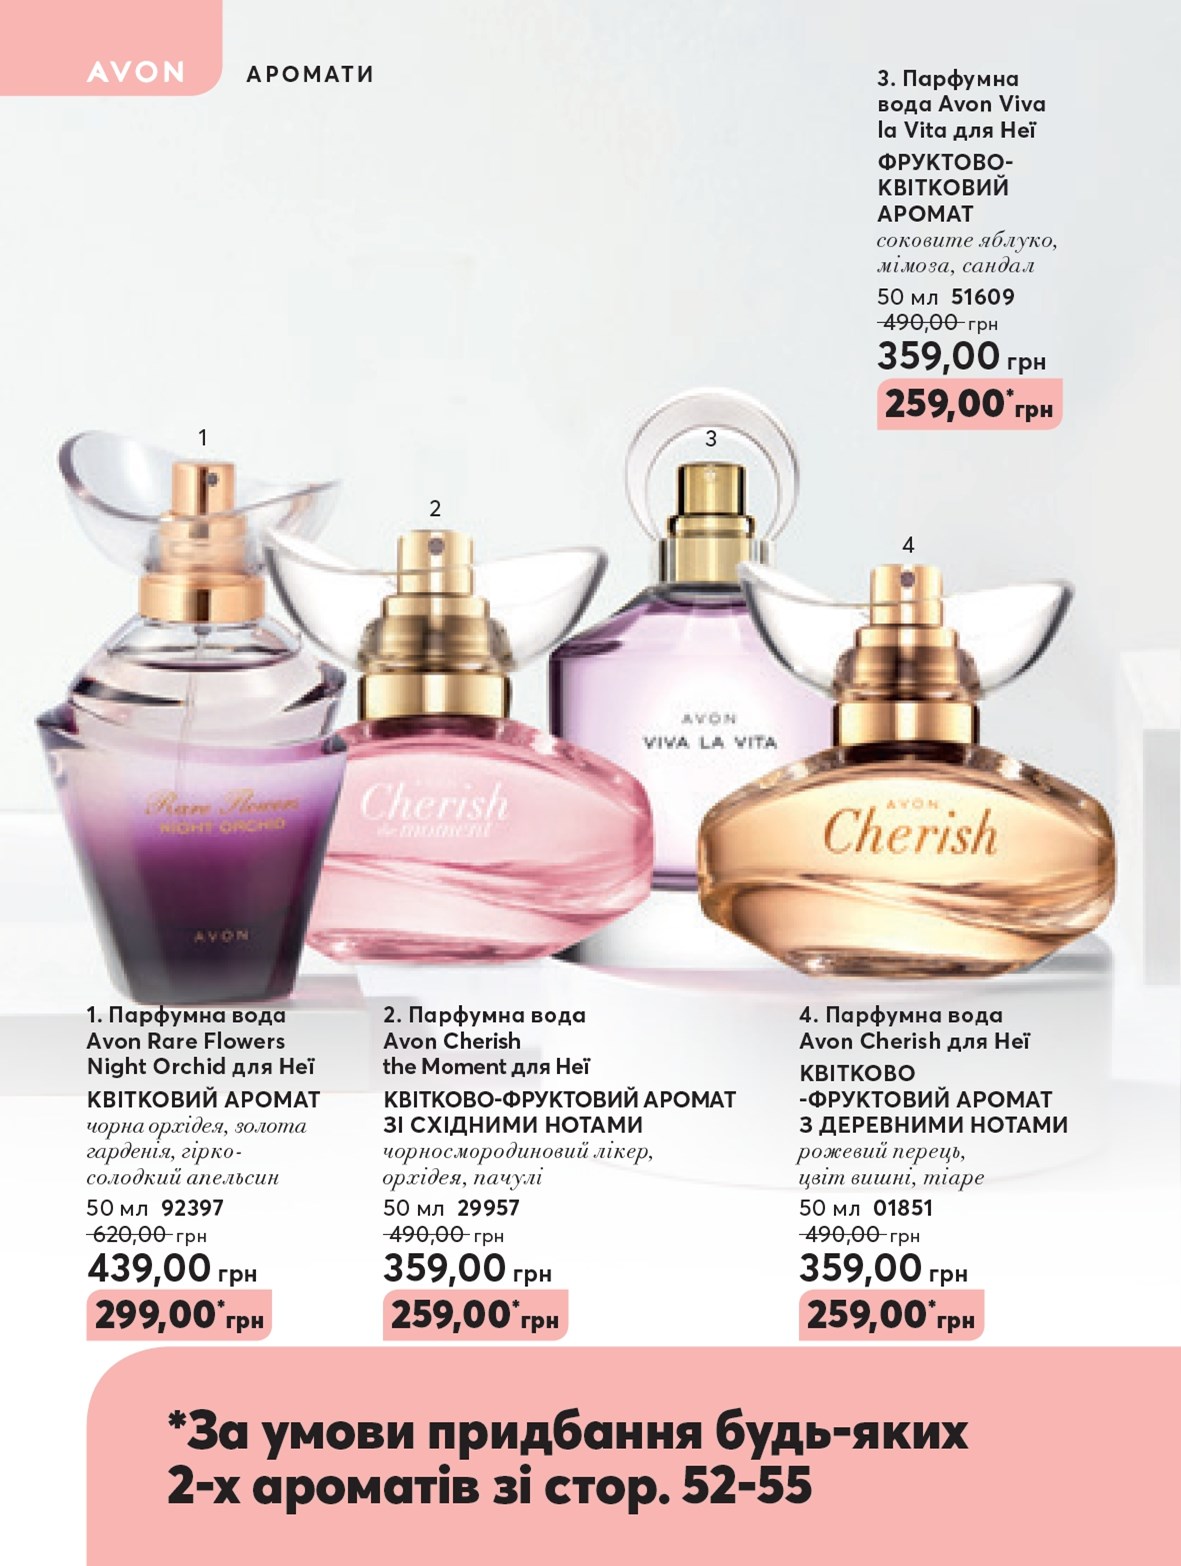 AVON
АРОМАТИ
3. Парфумна
вода Avon Viva
la Vita для Неї
ФРУКТОВО-
КВІТКОВИЙ
АРОМАТ
соковите яблуко,
мімоза, сандал
50 мл 51609
490,00 грн
359,00 грн
259,00*грн
1
2
3
4
AVON
VIVA LA VITA
Rare Flowers
NIGHT ORCHID
AVON
Cherish
the moment
AVON
Cherish
1. Парфумна вода
Avon Rare Flowers
Night Orchid для Неї
КВІТКОВИЙ АРОМАТ
чорна орхідея, золота
гарденія, гірко-
солодкий апельсин
50 мл 92397
620,00 грн
439,00 грн
299,00*грн
2. Парфумна вода
Avon Cherish
the Moment для Неї
КВІТКОВО-ФРУКТОВИЙ АРОМАТ
ЗІ СХІДНИМИ НОТАМИ
чорносмородиновий лікер,
орхідея, пачулі
50 мл 29957
490,00 грн
359,00 грн
259,00*грн
4. Парфумна вода
Avon Cherish для Неї
КВІТКОВО
-ФРУКТОВИЙ АРОМАТ
З ДЕРЕВНИМИ НОТАМИ
рожевий перець,
цвіт вишні, тіаре
50 мл 01851
490,00 грн
359,00 грн
259,00*грн
*За умови придбання будь-яких
2-х ароматів зі стор. 52-55